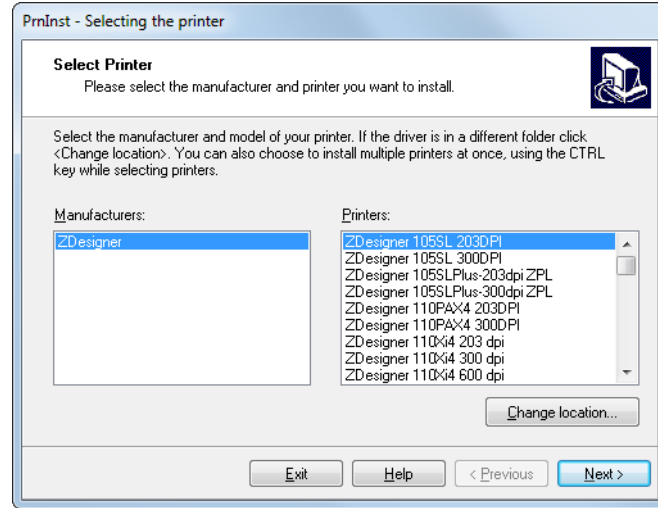 PrnInst - Selecting the printer
Select Printer
Please select the manufacturer and printer you want to install.
Select the manufacturer and model of your printer. If the driver is in a different folder click
<Change location>. You can also choose to install multiple printers at once, using the CTRL
key while selecting printers.
Manufacturers:
ZDesigner
Printers:
ZDesigner 105SL 203DPI
ZDesigner 105SL 300DPI
ZDesigner 105SLPlus-203dpi ZPL
ZDesigner 105SLPlus-300dpi ZPL
ZDesigner 110PAX4 203DPI
ZDesigner 110PAX4 300DPI
ZDesigner 110Xi4 203 dpi
ZDesigner 110Xi4 300 dpi
ZDesigner 110Xi4 600 dpi
Change location...
Exit
Help
< Previous
Next >